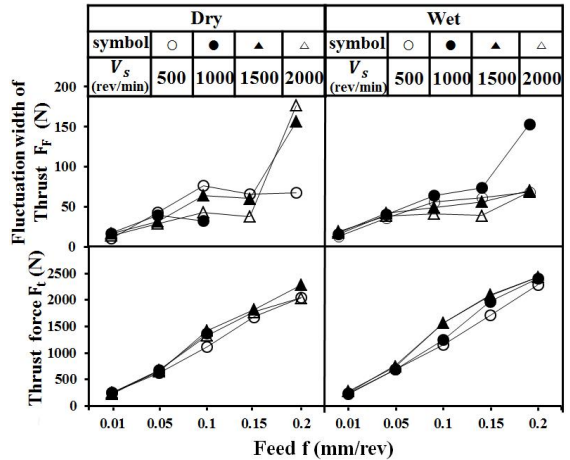 Dry Wet
symbol ○ ● ▲ △ symbol ○ ● ▲ △
Vs (rev/min) 500 1000 1500 2000 Vs (rev/min) 500 1000 1500 2000
Fluctuation width of
Thrust F_F (N)
200
150
100
50
0
Thrust force F_t (N)
2500
2000
1500
1000
500
0
0.01 0.05 0.1 0.15 0.2 0.01 0.05 0.1 0.15 0.2
Feed f (mm/rev)